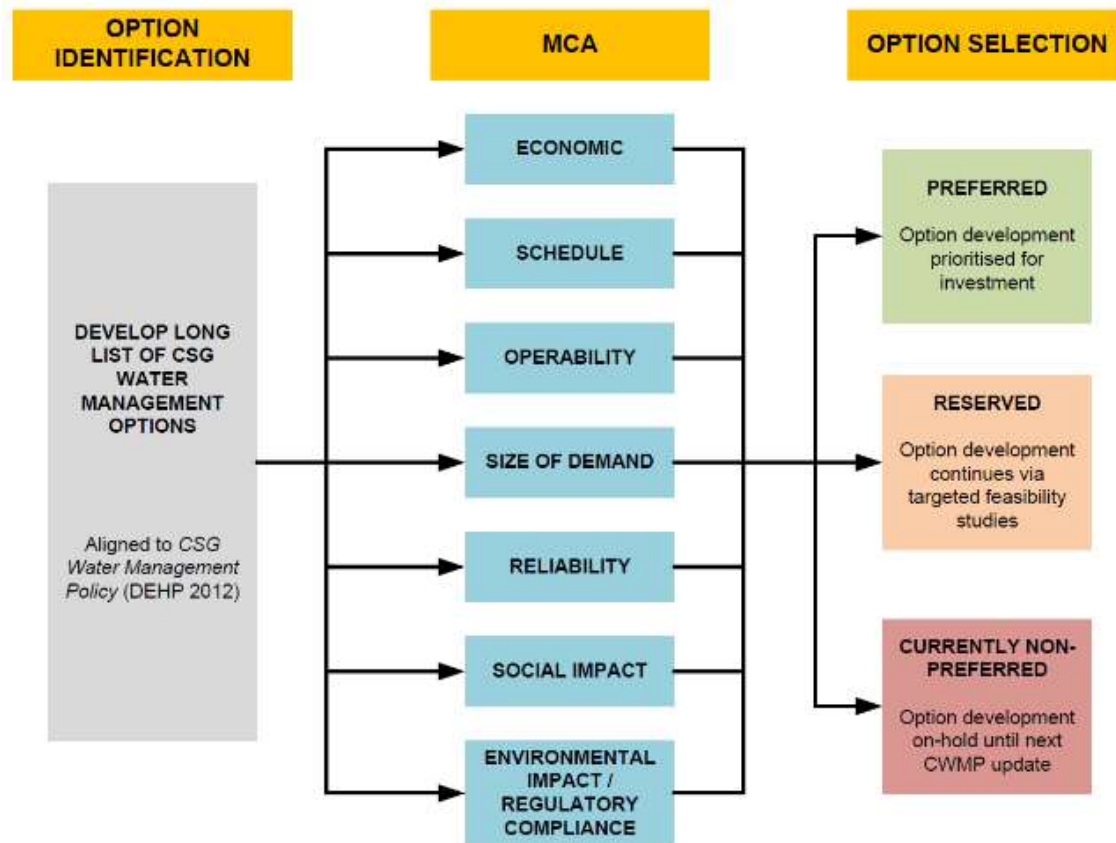 OPTION
IDENTIFICATION
MCA
OPTION SELECTION
DEVELOP LONG
LIST OF CSG
WATER
MANAGEMENT
OPTIONS
Aligned to CSG
Water Management
Policy (DEHP 2012)
ECONOMIC
SCHEDULE
OPERABILITY
SIZE OF DEMAND
RELIABILITY
SOCIAL IMPACT
ENVIRONMENTAL
IMPACT /
REGULATORY
COMPLIANCE
PREFERRED
Option development
prioritised for
investment
RESERVED
Option development
continues via
targeted feasibility
studies
CURRENTLY NON-
PREFERRED
Option development
on-hold until next
CWMP update